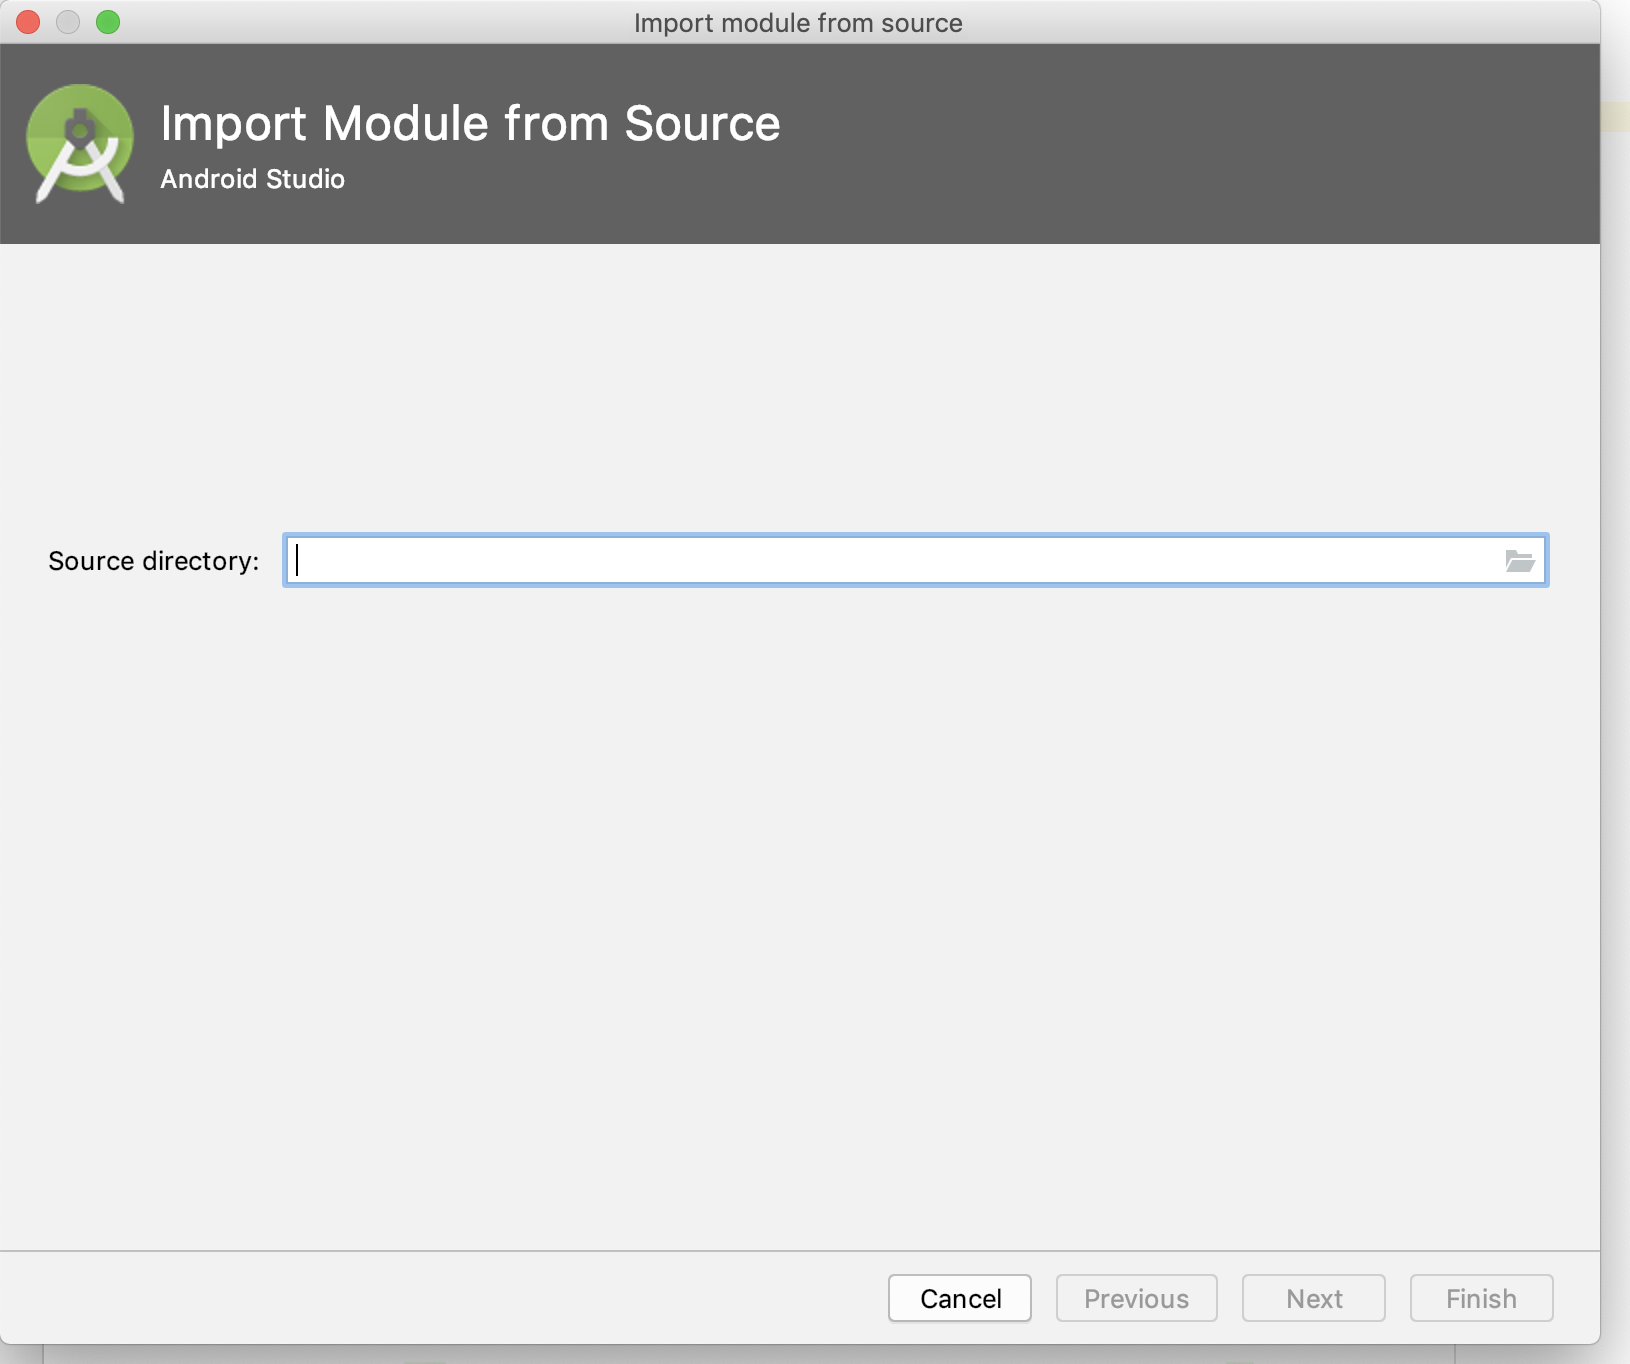 Import module from source
Import Module from Source
Android Studio
Source directory:
Cancel
Previous
Next
Finish